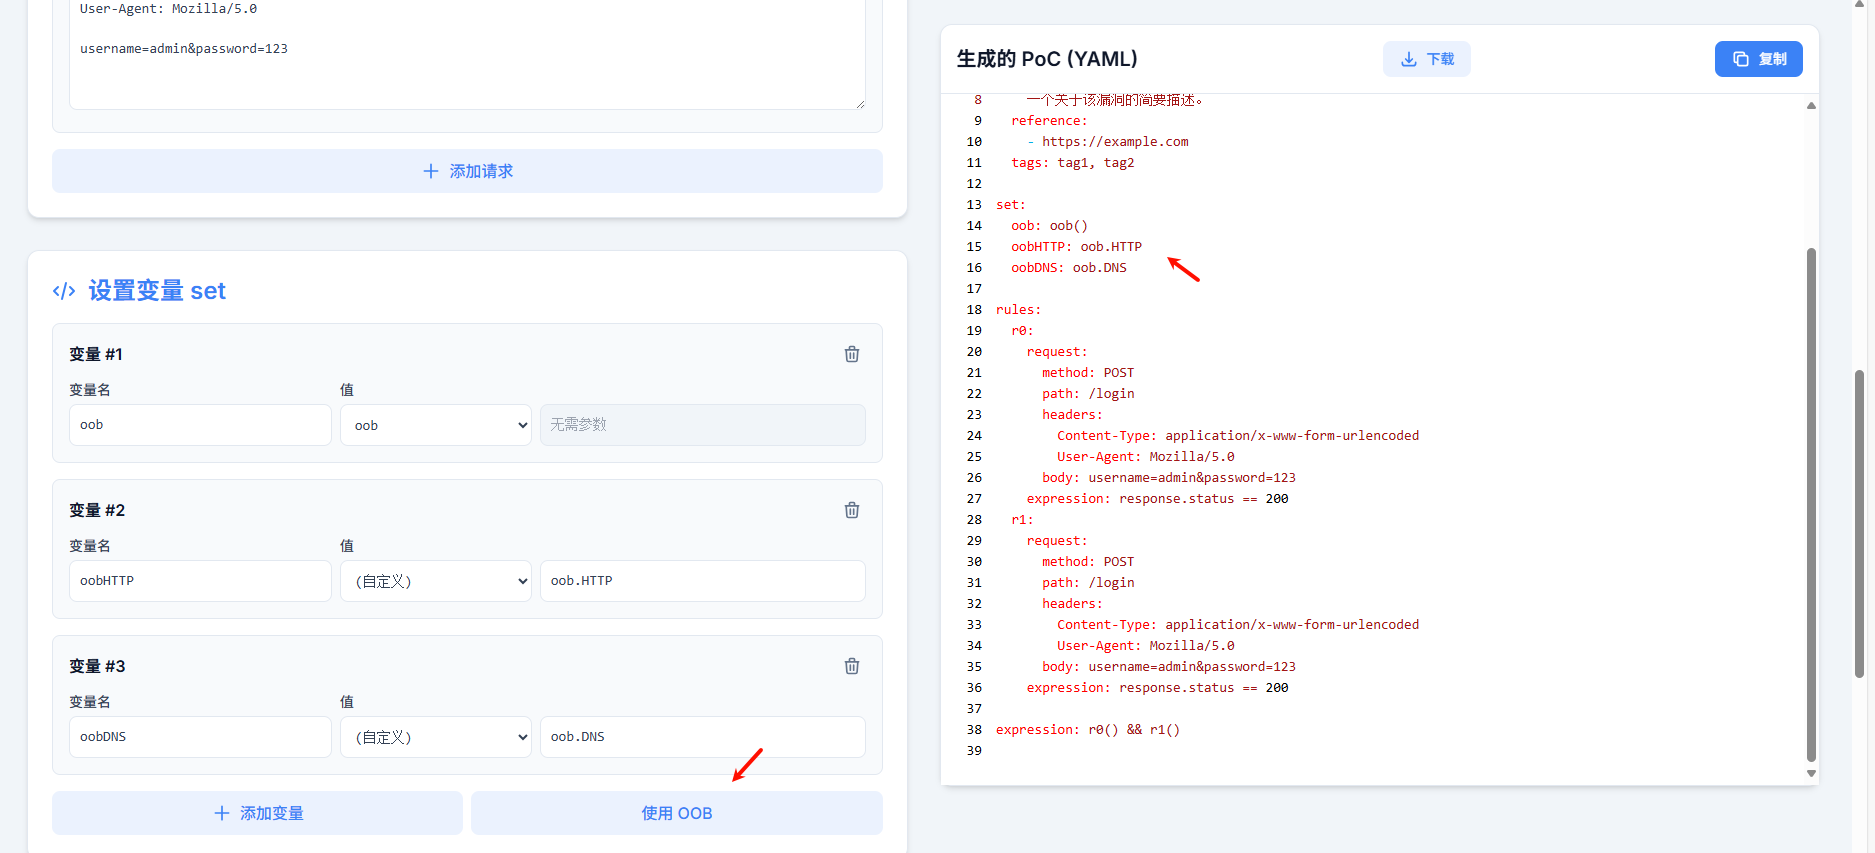 User-Agent: Mozilla/5.0
username=admin&password=123
添加请求
设置变量 set
变量 #1
变量名
值
oob
oob
无需参数
变量 #2
变量名
值
oobHTTP
(自定义)
oob.HTTP
变量 #3
变量名
值
oobDNS
(自定义)
oob.DNS
添加变量
使用 OOB
生成的 PoC (YAML)
下载
复制
8 一个关于该漏洞的简要描述。
9 reference:
10 - https://example.com
11 tags: tag1, tag2
12
13 set:
14 oob: oob()
15 oobHTTP: oob.HTTP
16 oobDNS: oob.DNS
17
18 rules:
19 r0:
20 request:
21 method: POST
22 path: /login
23 headers:
24 Content-Type: application/x-www-form-urlencoded
25 User-Agent: Mozilla/5.0
26 body: username=admin&password=123
27 expression: response.status == 200
28 r1:
29 request:
30 method: POST
31 path: /login
32 headers:
33 Content-Type: application/x-www-form-urlencoded
34 User-Agent: Mozilla/5.0
35 body: username=admin&password=123
36 expression: response.status == 200
37
38 expression: r0() && r1()
39